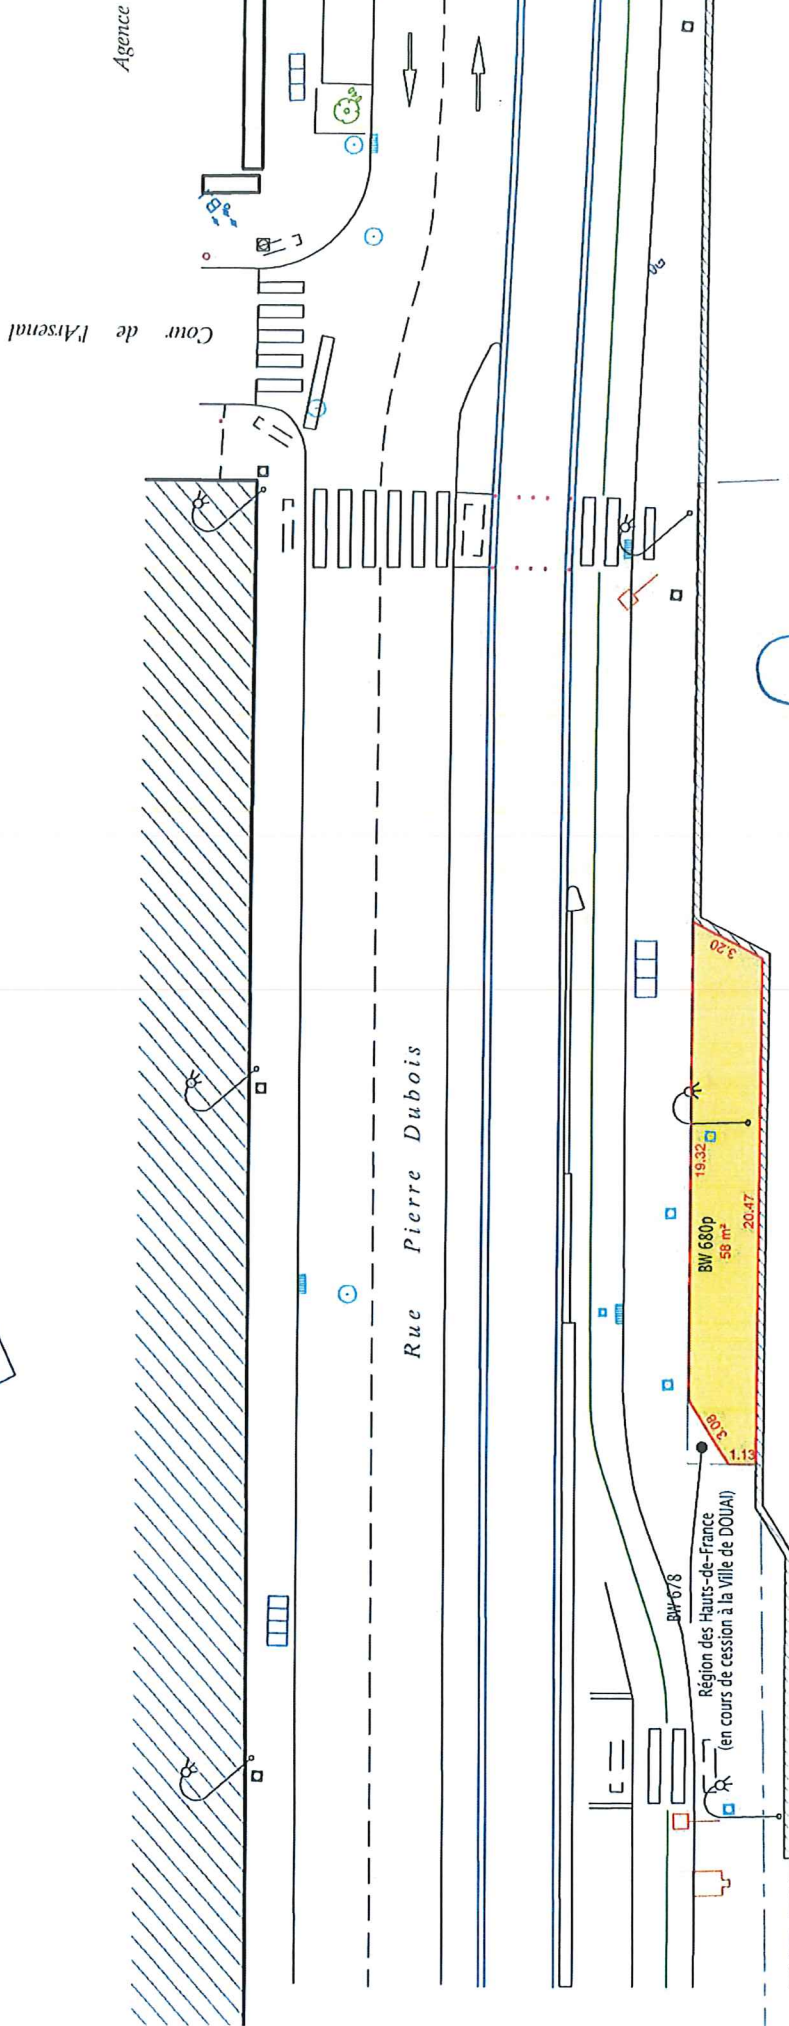 Agence
Cour de l'Arsenal
Rue Pierre Dubois
3.20
19.32
20.47
BW 680p
58 m²
3.08
1.13
BW 678
Région des Hauts-de-France
(en cours de cession à la Ville de DOUAI)